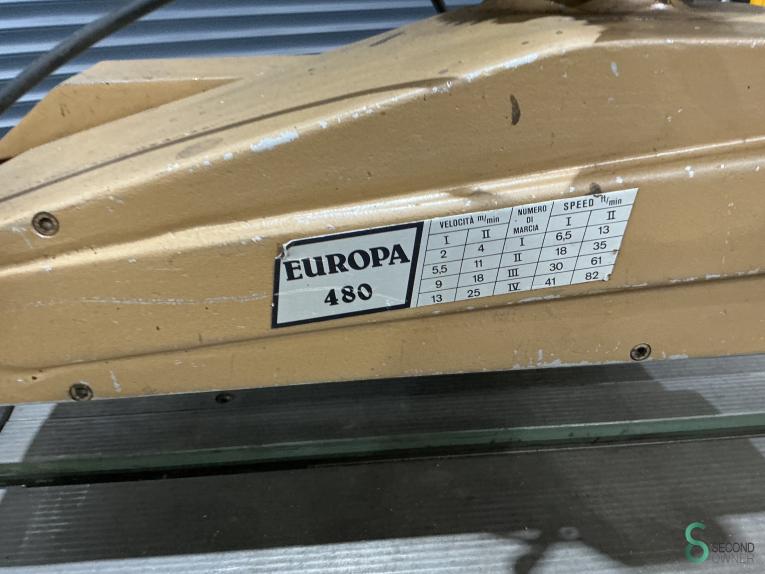 EUROPA
480
VELOCITÀ m/min NUMERO DI MARCIA SPEED ft/min
I II I II
2 4 I 6,5 13
5,5 11 II 18 35
9 18 III 30 61
13 25 IV 41 82
SECOND
OWNER